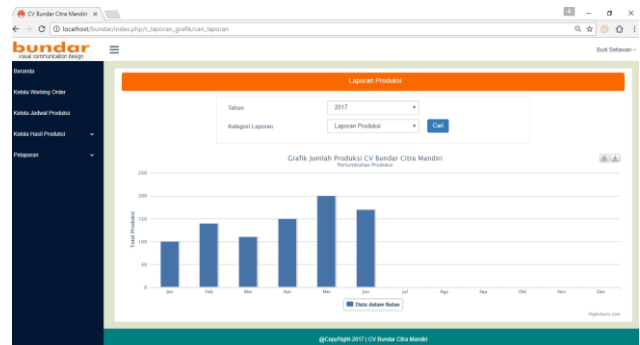 CV Bundar Citra Mandiri
localhost/bundar/index.php/c_laporan_grafik/cari_laporan
bundar
visual communication design
Budi Setiawan
Beranda
Kelola Working Order
Kelola Jadwal Produksi
Kelola Hasil Produksi
Pelaporan
Laporan Produksi
Tahun
2017
Kategori Laporan
Laporan Produksi
Cari
Grafik Jumlah Produksi CV Bundar Citra Mandiri
Pertumbuhan Produksi
Total Produksi
250
200
150
100
50
0
Jan Feb Mar Apr Mei Jun Jul Ags Sep Okt Nov Des
Data dalam Bulan
Highcharts.com
@CopyRight-2017 | CV Bundar Citra Mandiri